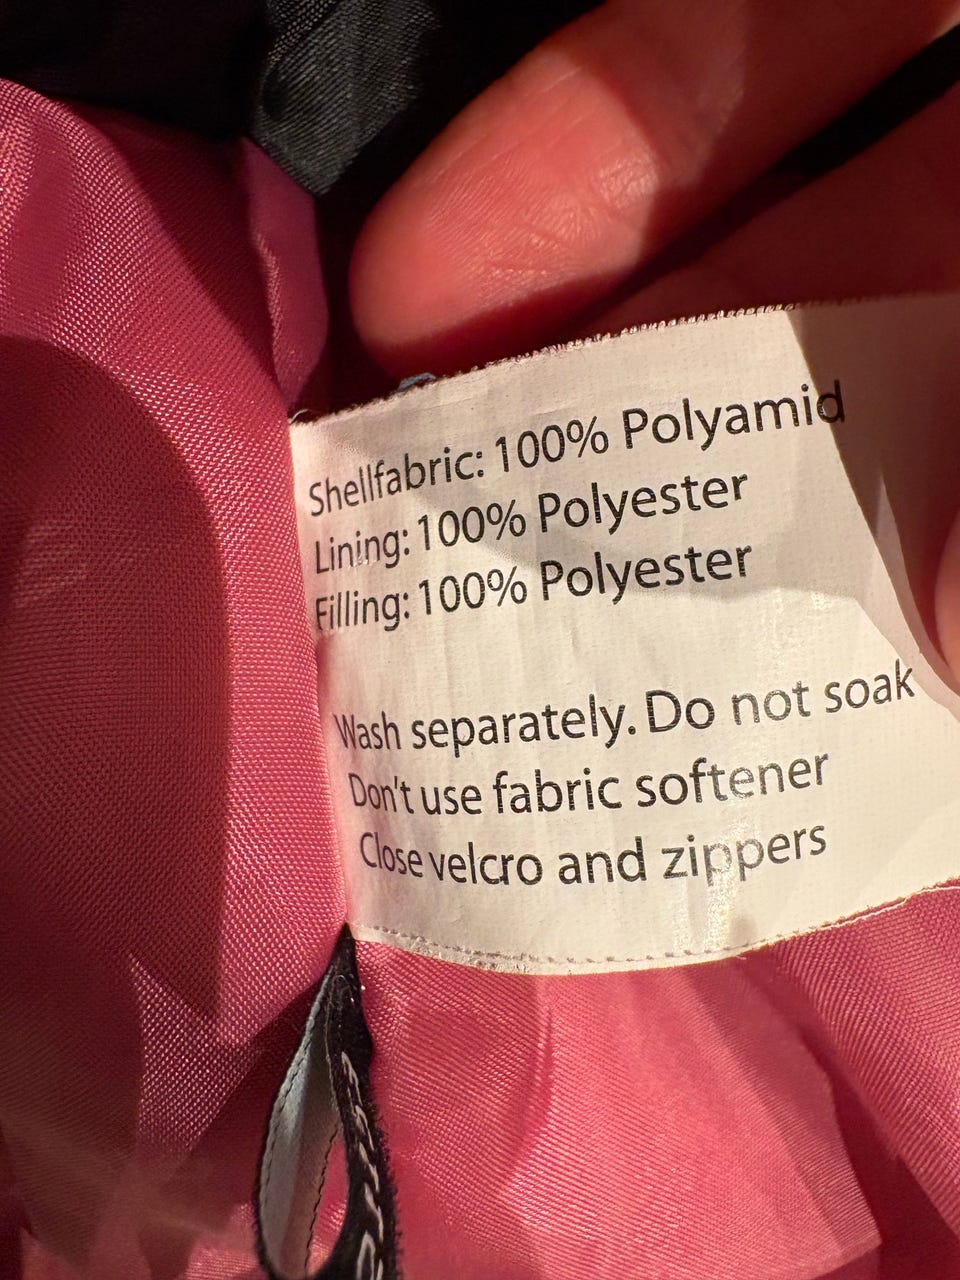 Shellfabric: 100% Polyamid
Lining: 100% Polyester
Filling: 100% Polyester
Wash separately. Do not soak
Don't use fabric softener
Close velcro and zippers